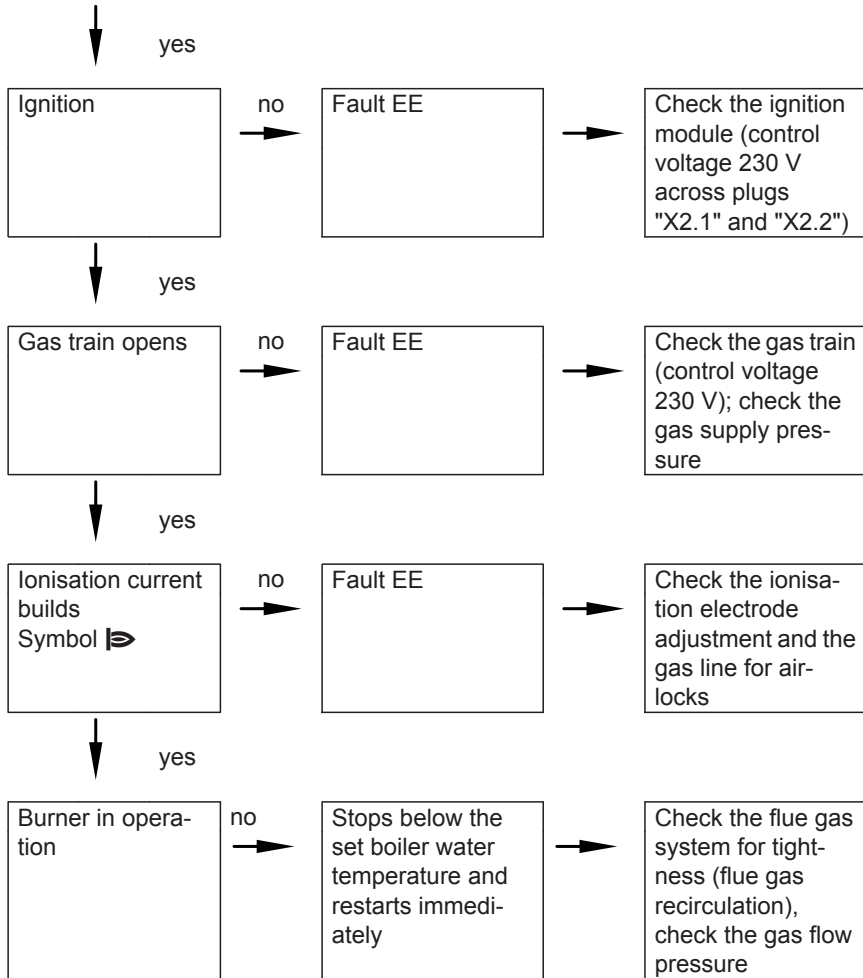 yes
Ignition
no
Fault EE
Check the ignition
module (control
voltage 230 V
across plugs
"X2.1" and "X2.2")
yes
Gas train opens
no
Fault EE
Check the gas train
(control voltage
230 V); check the
gas supply pres-
sure
yes
Ionisation current
builds
Symbol
no
Fault EE
Check the ionisa-
tion electrode
adjustment and the
gas line for air-
locks
yes
Burner in opera-
tion
no
Stops below the
set boiler water
temperature and
restarts immedi-
ately
Check the flue gas
system for tight-
ness (flue gas
recirculation),
check the gas flow
pressure